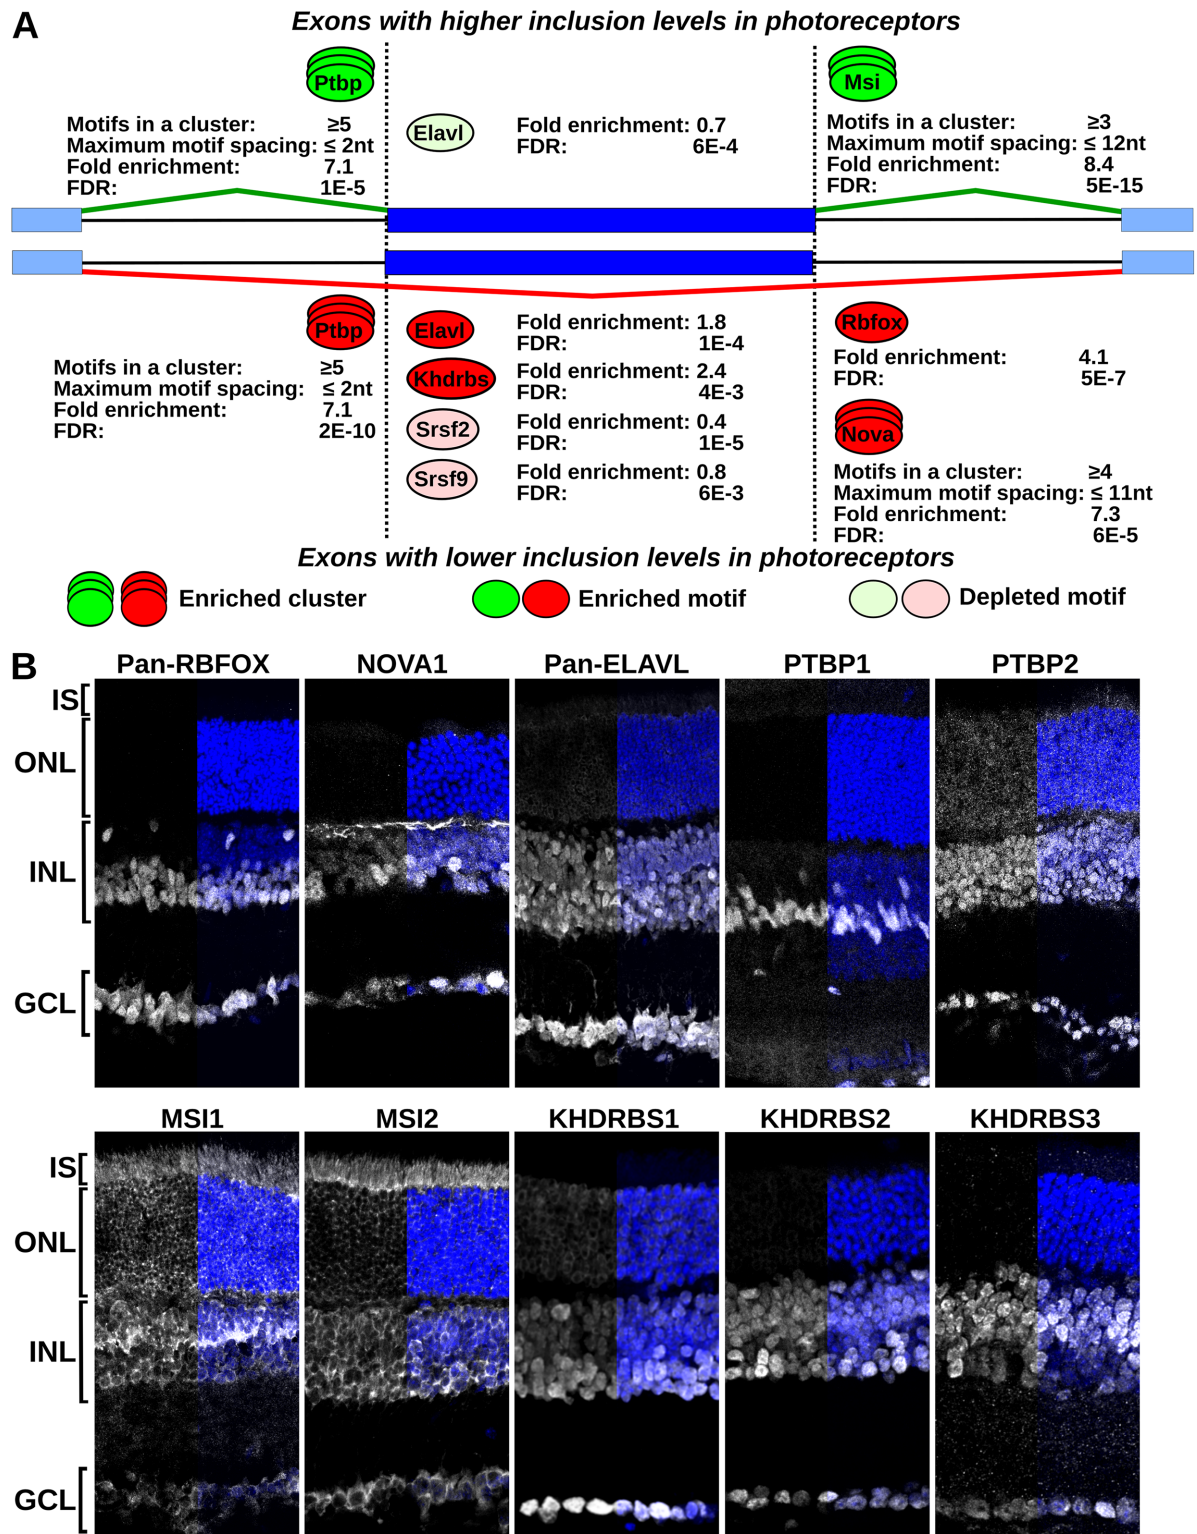 A
Exons with higher inclusion levels in photoreceptors
Ptbp
Motifs in a cluster: ≥5
Maximum motif spacing: ≤ 2nt
Fold enrichment: 7.1
FDR: 1E-5
Elavl
Fold enrichment: 0.7
FDR: 6E-4
Msi
Motifs in a cluster: ≥3
Maximum motif spacing: ≤ 12nt
Fold enrichment: 8.4
FDR: 5E-15
Ptbp
Motifs in a cluster: ≥5
Maximum motif spacing: ≤ 2nt
Fold enrichment: 7.1
FDR: 2E-10
Elavl
Fold enrichment: 1.8
FDR: 1E-4
Khdrbs
Fold enrichment: 2.4
FDR: 4E-3
Srsf2
Fold enrichment: 0.4
FDR: 1E-5
Srsf9
Fold enrichment: 0.8
FDR: 6E-3
Rbfox
Fold enrichment: 4.1
FDR: 5E-7
Nova
Motifs in a cluster: ≥4
Maximum motif spacing: ≤ 11nt
Fold enrichment: 7.3
FDR: 6E-5
Exons with lower inclusion levels in photoreceptors
Enriched cluster
Enriched motif
Depleted motif
B
Pan-RBFOX NOVA1 Pan-ELAVL PTBP1 PTBP2
IS
ONL
INL
GCL
MSI1 MSI2 KHDRBS1 KHDRBS2 KHDRBS3
IS
ONL
INL
GCL